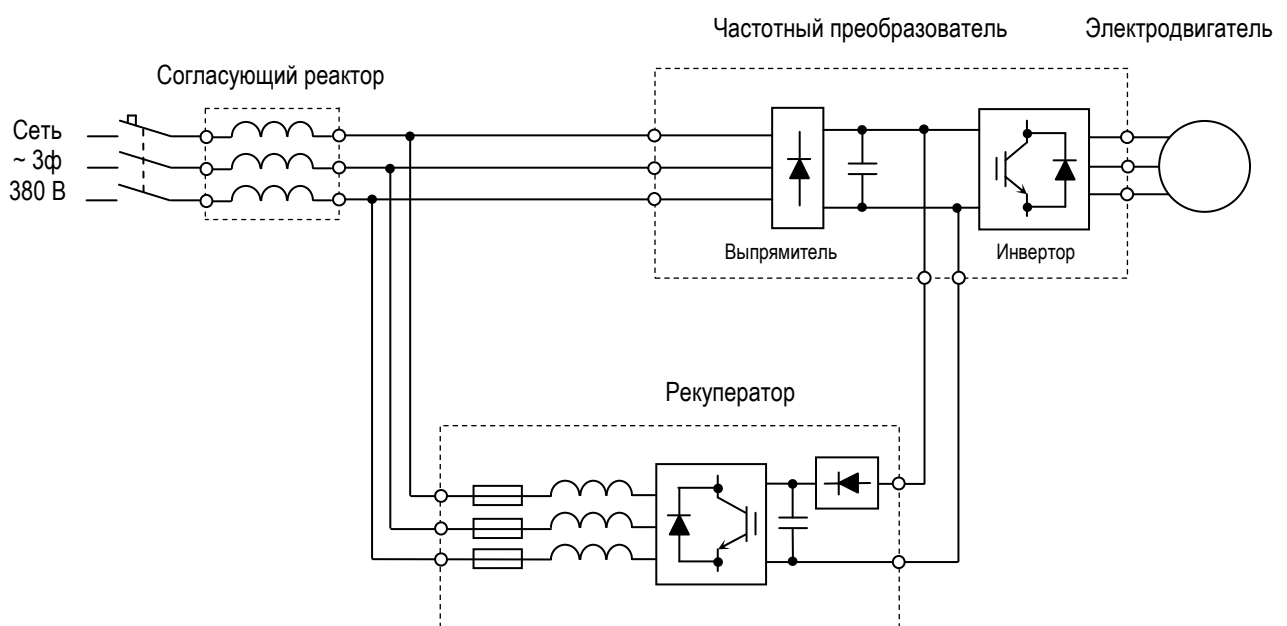 Частотный преобразователь
Электродвигатель
Согласующий реактор
Сеть
~ 3ф
380 В
Выпрямитель
Инвертор
Рекуператор